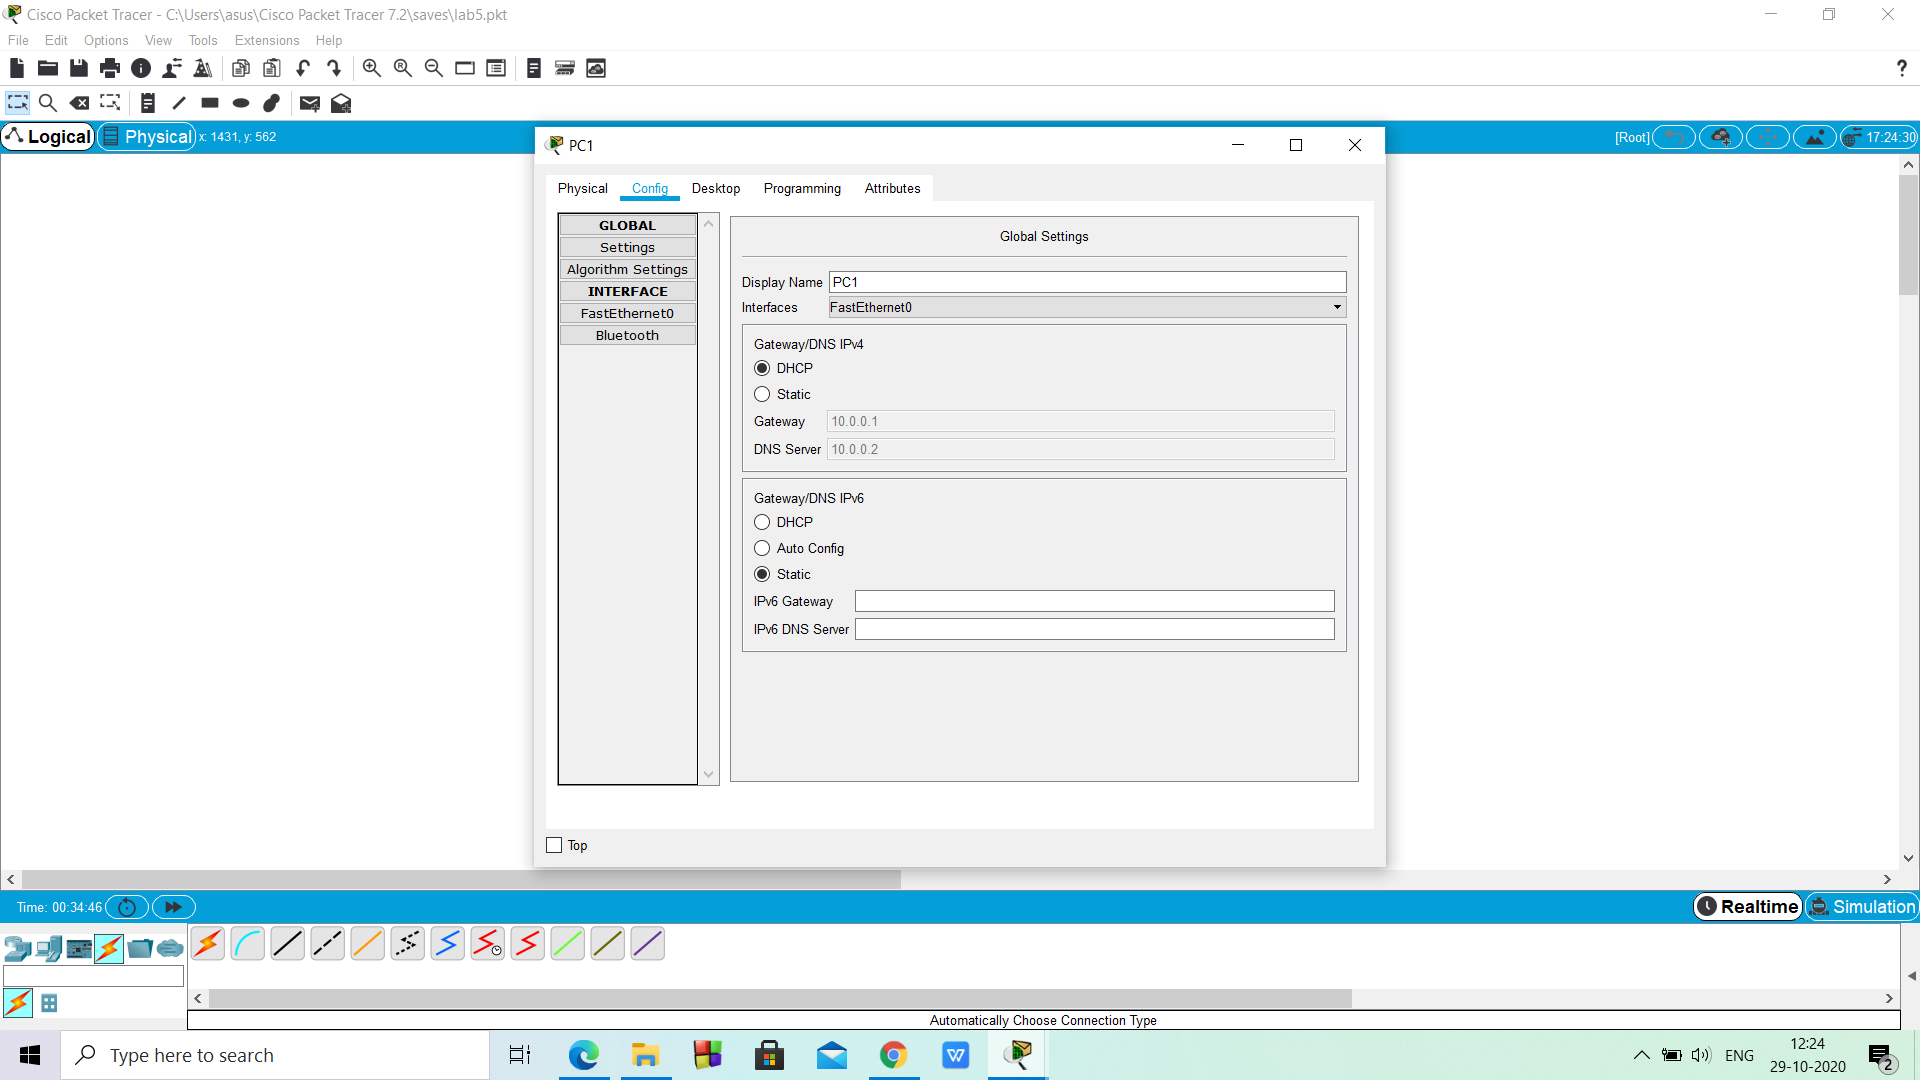 Cisco Packet Tracer - C:\Users\asus\Cisco Packet Tracer 7.2\saves\lab5.pkt
File Edit Options View Tools Extensions Help
?
Logical Physical x: 1431, y: 562 [Root] 17:24:30
PC1
Physical Config Desktop Programming Attributes
GLOBAL
Settings
Algorithm Settings
INTERFACE
FastEthernet0
Bluetooth
Global Settings
Display Name PC1
Interfaces FastEthernet0
Gateway/DNS IPv4
DHCP
Static
Gateway 10.0.0.1
DNS Server 10.0.0.2
Gateway/DNS IPv6
DHCP
Auto Config
Static
IPv6 Gateway
IPv6 DNS Server
Top
Time: 00:34:46 Realtime Simulation
Automatically Choose Connection Type
Type here to search
ENG
12:24
29-10-2020
2